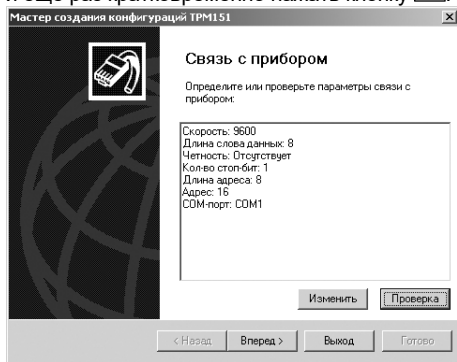 Мастер создания конфигураций ТРМ151
Связь с прибором
Определите или проверьте параметры связи с
прибором:
Скорость: 9600
Длина слова данных: 8
Четность: Отсутствует
Кол-во стоп-бит: 1
Длина адреса: 8
Адрес: 16
COM-порт: COM1
Изменить
Проверка
< Назад
Вперед >
Выход
Готово